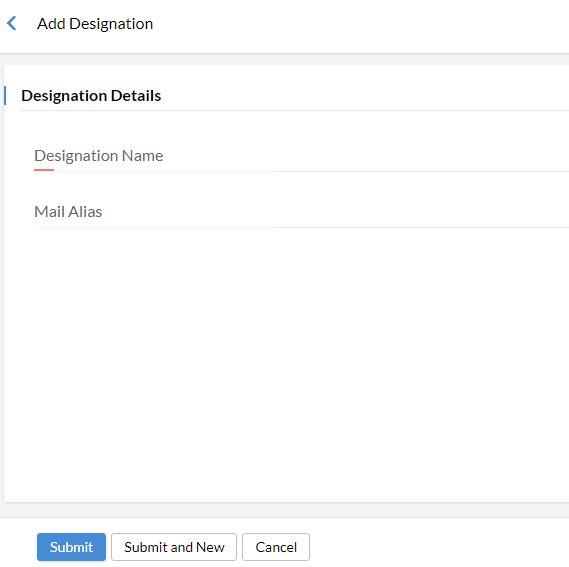 Add Designation
Designation Details
Designation Name
Mail Alias
Submit Submit and New Cancel